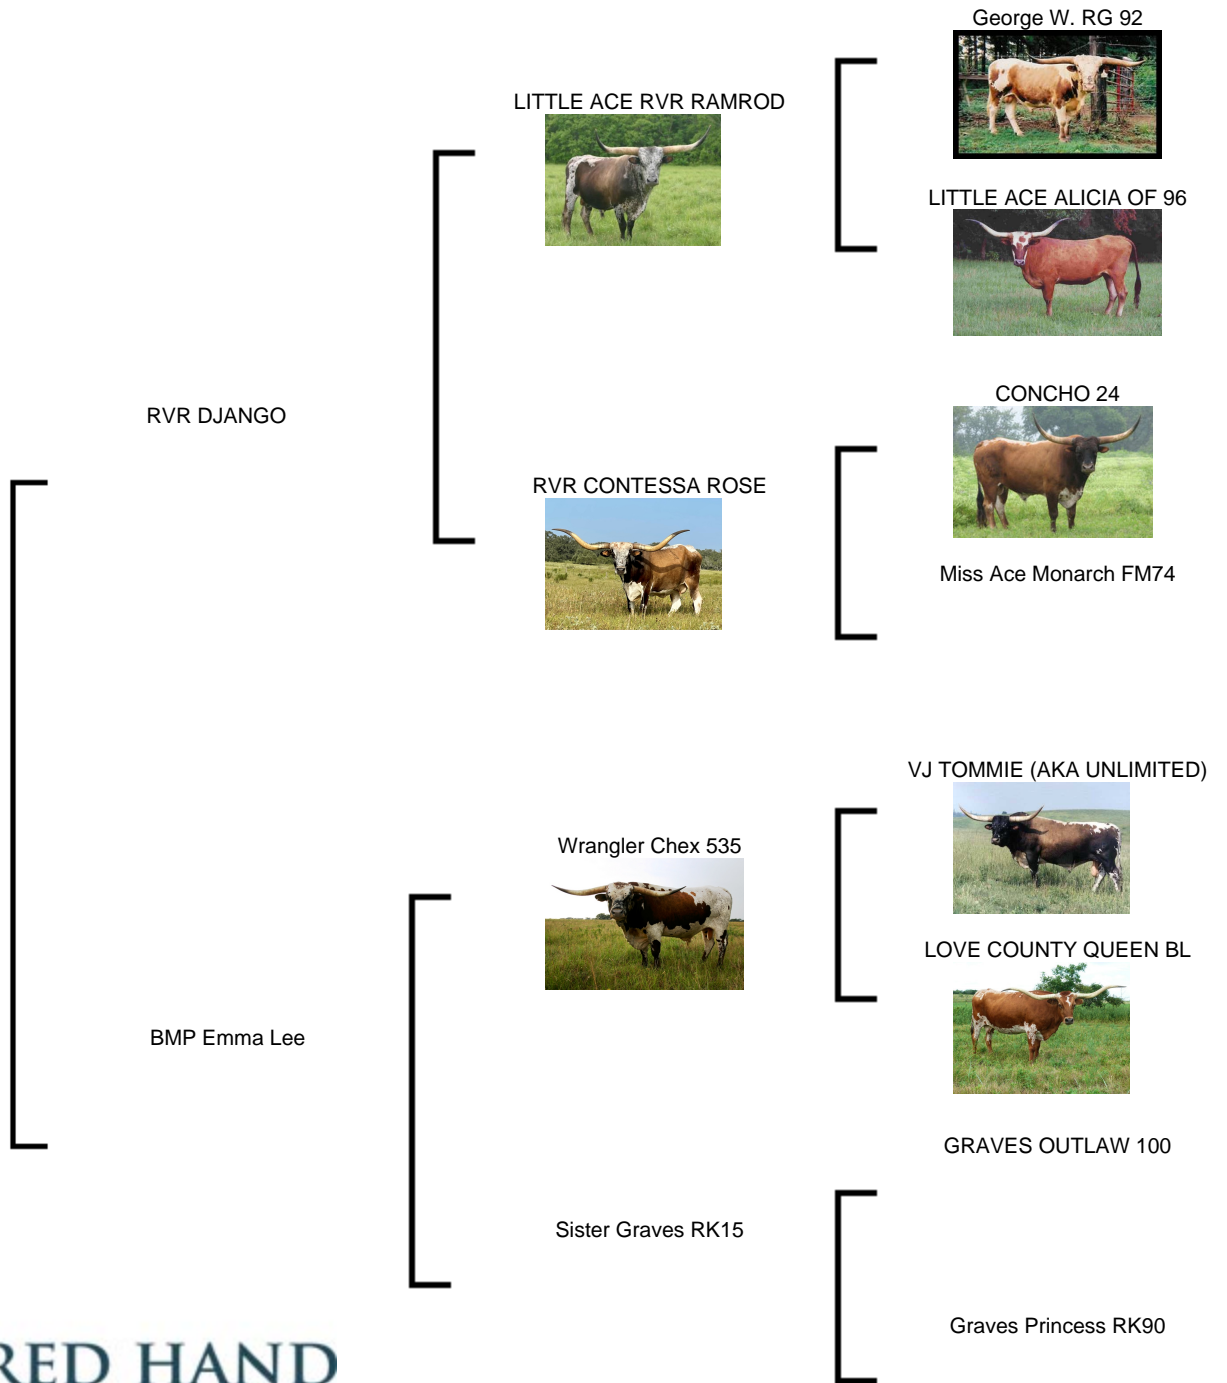 George W. RG 92
LITTLE ACE RVR RAMROD
LITTLE ACE ALICIA OF 96
CONCHO 24
RVR DJANGO
RVR CONTESSA ROSE
Miss Ace Monarch FM74
VJ TOMMIE (AKA UNLIMITED)
Wrangler Chex 535
LOVE COUNTY QUEEN BL
BMP Emma Lee
GRAVES OUTLAW 100
Sister Graves RK15
Graves Princess RK90
RED HAND